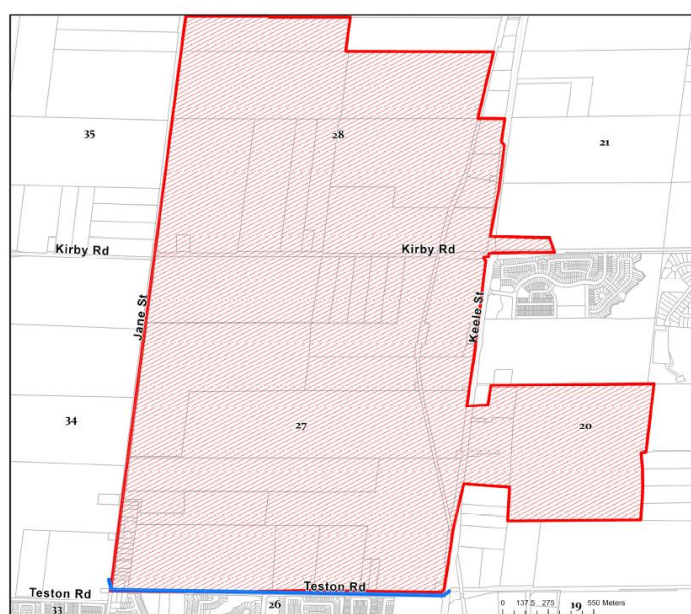 35
28
21
Kirby Rd
Kirby Rd
Jane St
Keele St
34
27
20
Teston Rd
Teston Rd
33
26
19
0 137.5 275 550 Meters